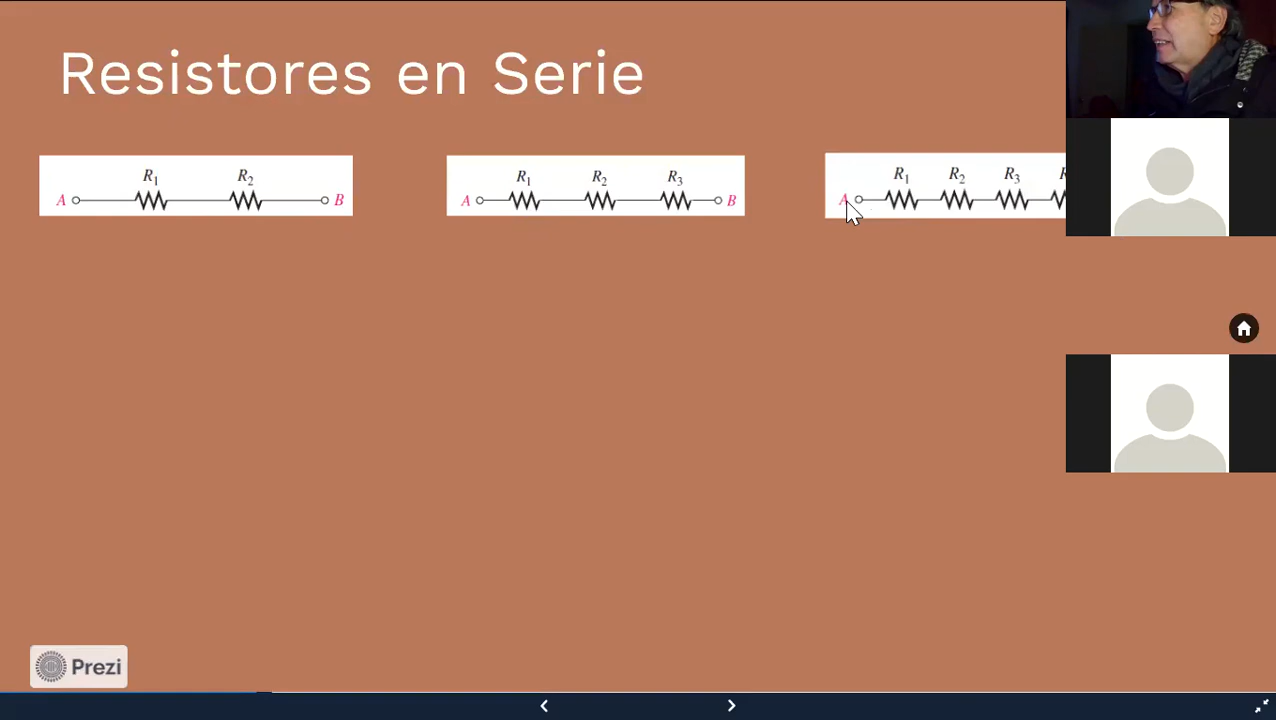 Resistores en Serie
R1 R2
A B
R1 R2 R3
A B
R1 R2 R3
A
Prezi